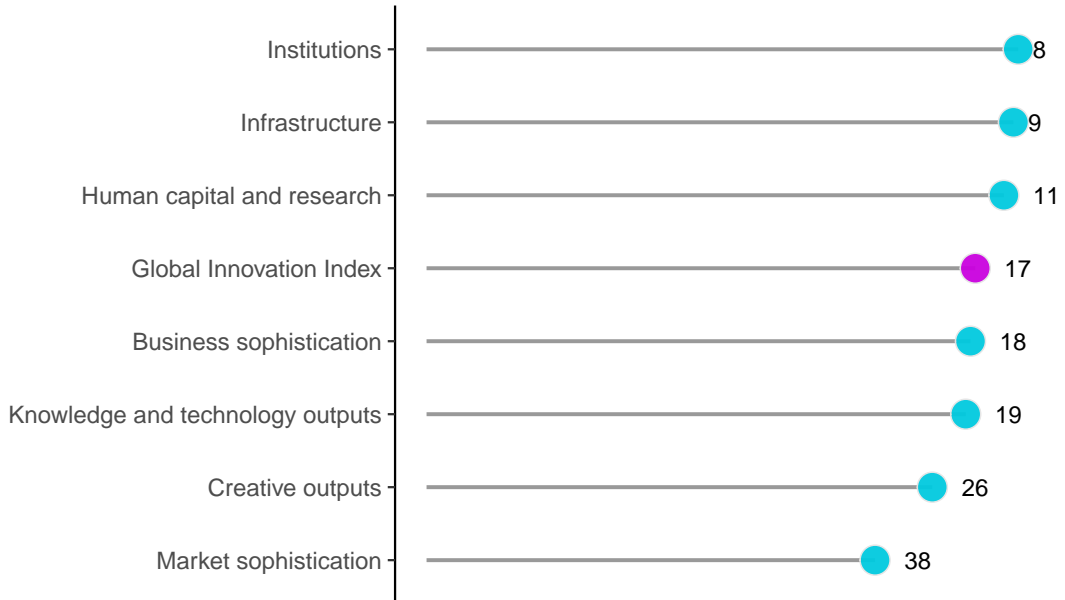 Institutions 8
Infrastructure 9
Human capital and research 11
Global Innovation Index 17
Business sophistication 18
Knowledge and technology outputs 19
Creative outputs 26
Market sophistication 38